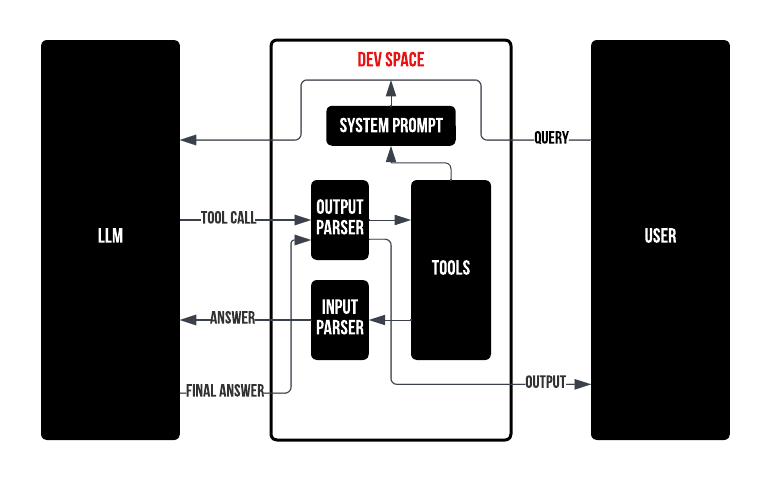 DEV SPACE
SYSTEM PROMPT
QUERY
TOOL CALL
OUTPUT
PARSER
LLM
USER
TOOLS
INPUT
PARSER
ANSWER
FINAL ANSWER
OUTPUT